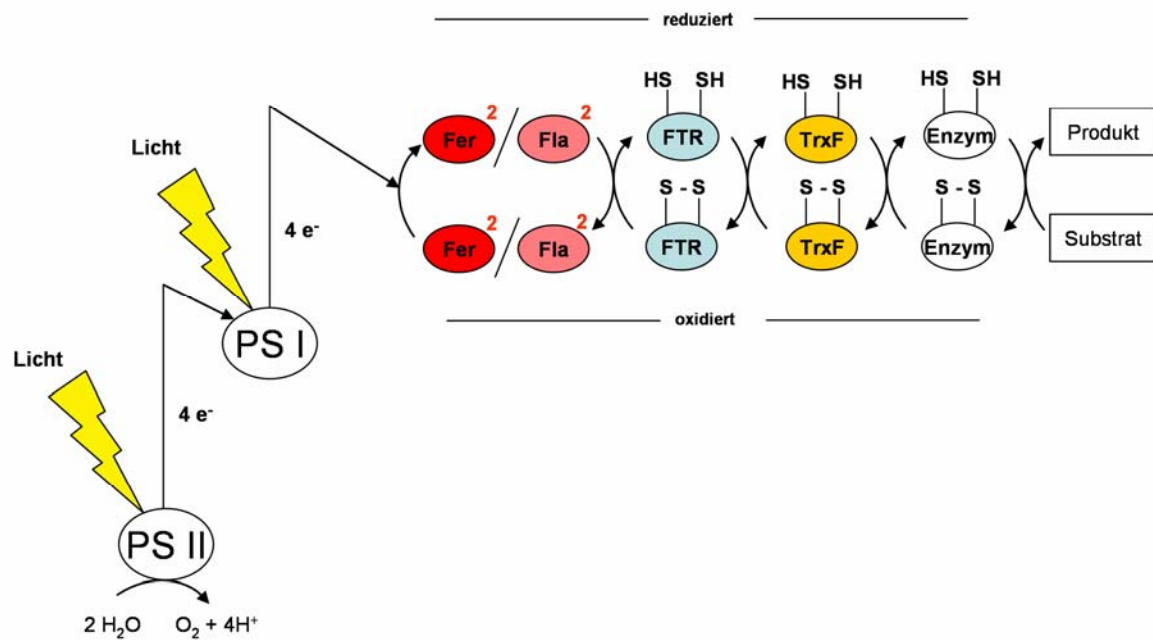 reduziert
HS SH
HS SH
HS SH
Fer 2 / Fla 2
FTR
TrxF
Enzym
Produkt
Licht
4 e-
S - S
S - S
S - S
Fer 2 / Fla 2
FTR
TrxF
Enzym
Substrat
oxidiert
PS I
Licht
4 e-
PS II
2 H₂O O₂ + 4H⁺